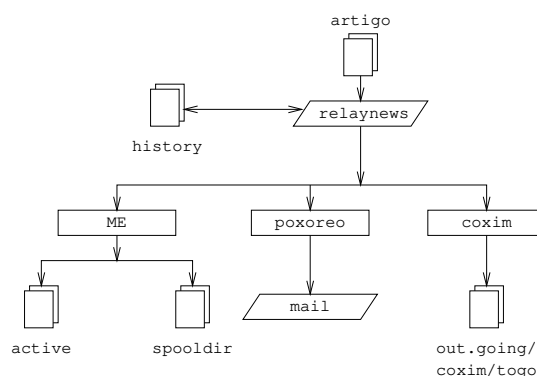 artigo
relaynews
history
ME
poxoreo
coxim
mail
active
spooldir
out.going/
coxim/togo